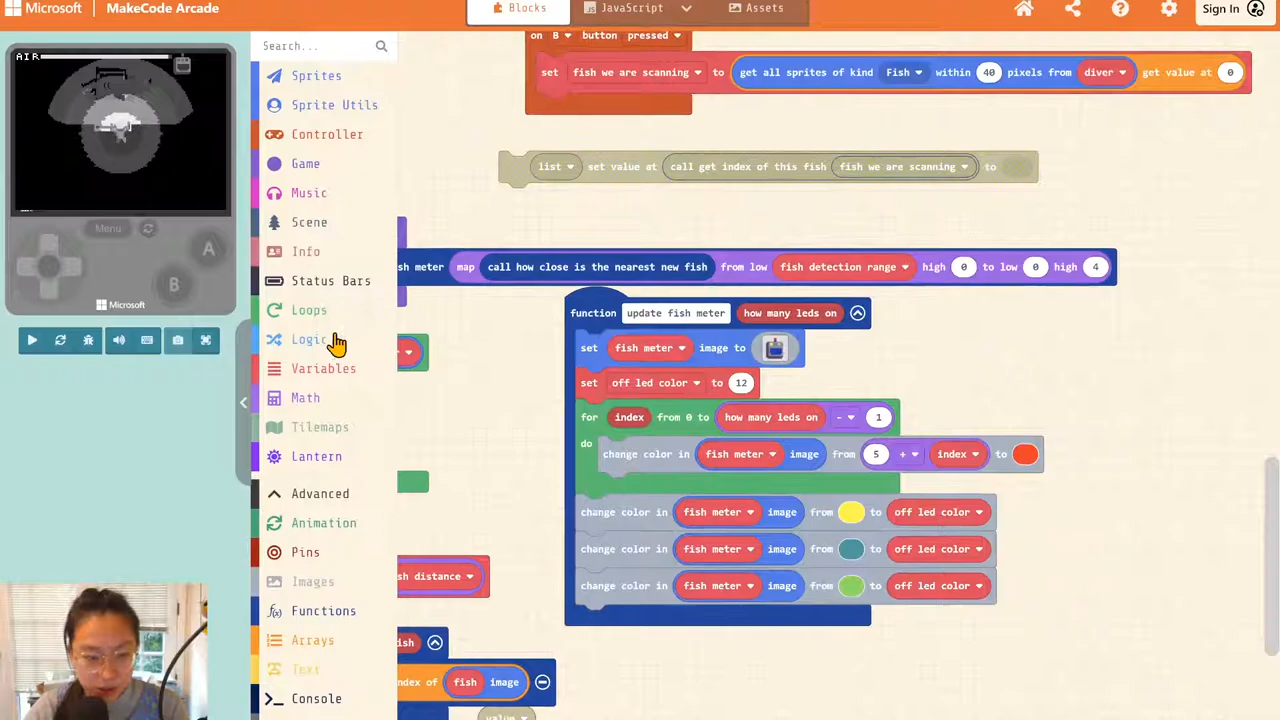 Microsoft MakeCode Arcade Blocks JavaScript Assets Sign In
AIR
Menu
A
B
Microsoft
Search...
Sprites
Sprite Utils
Controller
Game
Music
Scene
Info
Status Bars
Loops
Logic
Variables
Math
Tilemaps
Lantern
Advanced
Animation
Pins
Images
Functions
Arrays
Text
Console
on B button pressed
set fish we are scanning to get all sprites of kind Fish within 40 pixels from diver get value at 0
list set value at call get index of this fish fish we are scanning to
sh meter map call how close is the nearest new fish from low fish detection range high 0 to low 0 high 4
function update fish meter how many leds on
set fish meter image to
set off led color to 12
for index from 0 to how many leds on - 1
do change color in fish meter image from 5 + index to
change color in fish meter image from to off led color
change color in fish meter image from to off led color
sh distance
change color in fish meter image from to off led color
ish
ndex of fish image
value